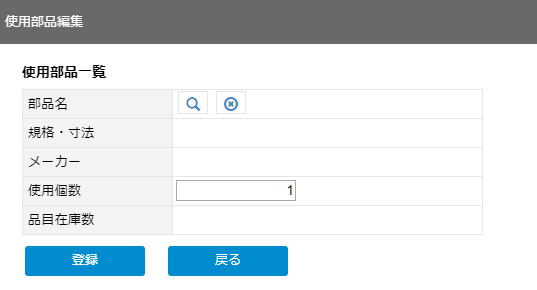 使用部品編集
使用部品一覧
部品名
規格・寸法
メーカー
使用個数 1
品目在庫数
登録 戻る